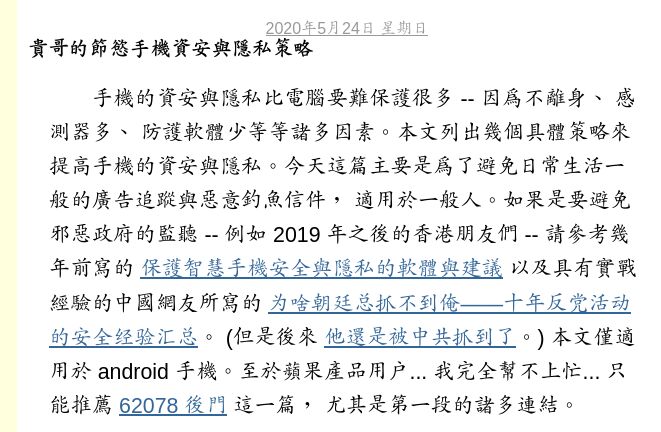 2020年5月24日 星期日
貴哥的節慾手機資安與隱私策略
手機的資安與隱私比電腦要難保護很多 -- 因為不離身、 感
測器多、 防護軟體少等等諸多因素。本文列出幾個具體策略來
提高手機的資安與隱私。今天這篇主要是為了避免日常生活一
般的廣告追蹤與惡意釣魚信件， 適用於一般人。如果是要避免
邪惡政府的監聽 -- 例如 2019 年之後的香港朋友們 -- 請參考幾
年前寫的 保護智慧手機安全與隱私的軟體與建議 以及具有實戰
經驗的中國網友所寫的 为啥朝廷总抓不到俺——十年反党活动
的安全经验汇总。 (但是後來 他還是被中共抓到了。) 本文僅適
用於 android 手機。至於蘋果產品用户... 我完全幫不上忙... 只
能推薦 62078 後門 這一篇， 尤其是第一段的諸多連結。